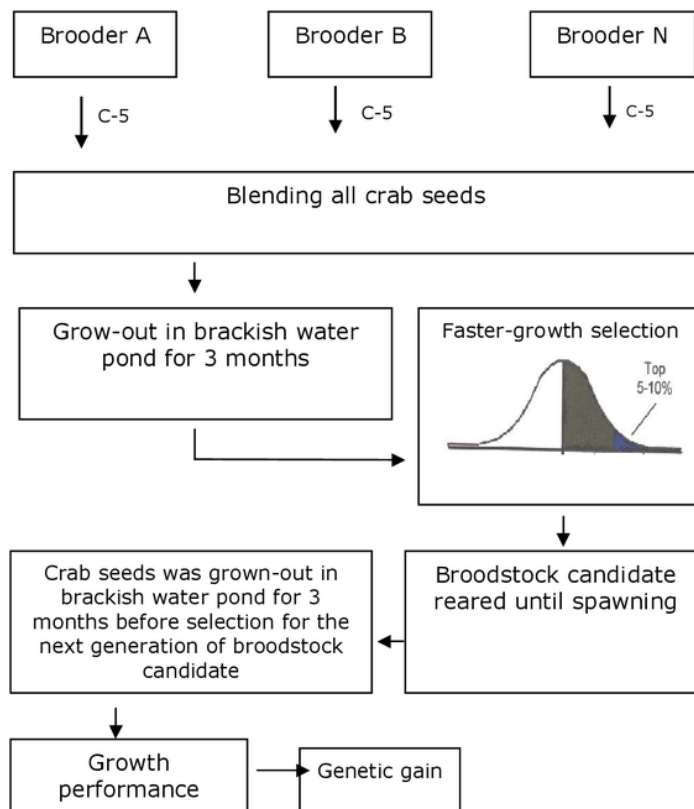 Brooder A
Brooder B
Brooder N
C-5
C-5
C-5
Blending all crab seeds
Grow-out in brackish water
pond for 3 months
Faster-growth selection
Top
5-10%
Broodstock candidate
reared until spawning
Crab seeds was grown-out in
brackish water pond for 3
months before selection for the
next generation of broodstock
candidate
Growth
performance
Genetic gain